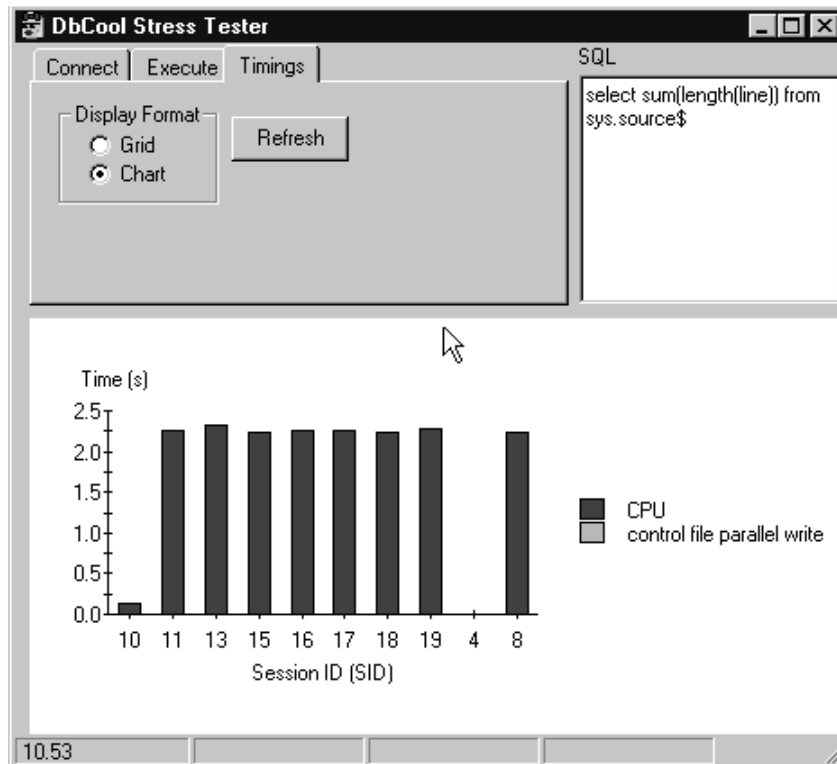 DbCool Stress Tester
Connect Execute Timings
SQL
Display Format
Grid
Chart
Refresh
select sum(length(line)) from
sys.source$
Time (s)
2.5
2.0
1.5
1.0
0.5
0.0
10 11 13 15 16 17 18 19 4 8
Session ID (SID)
CPU
control file parallel write
10.53